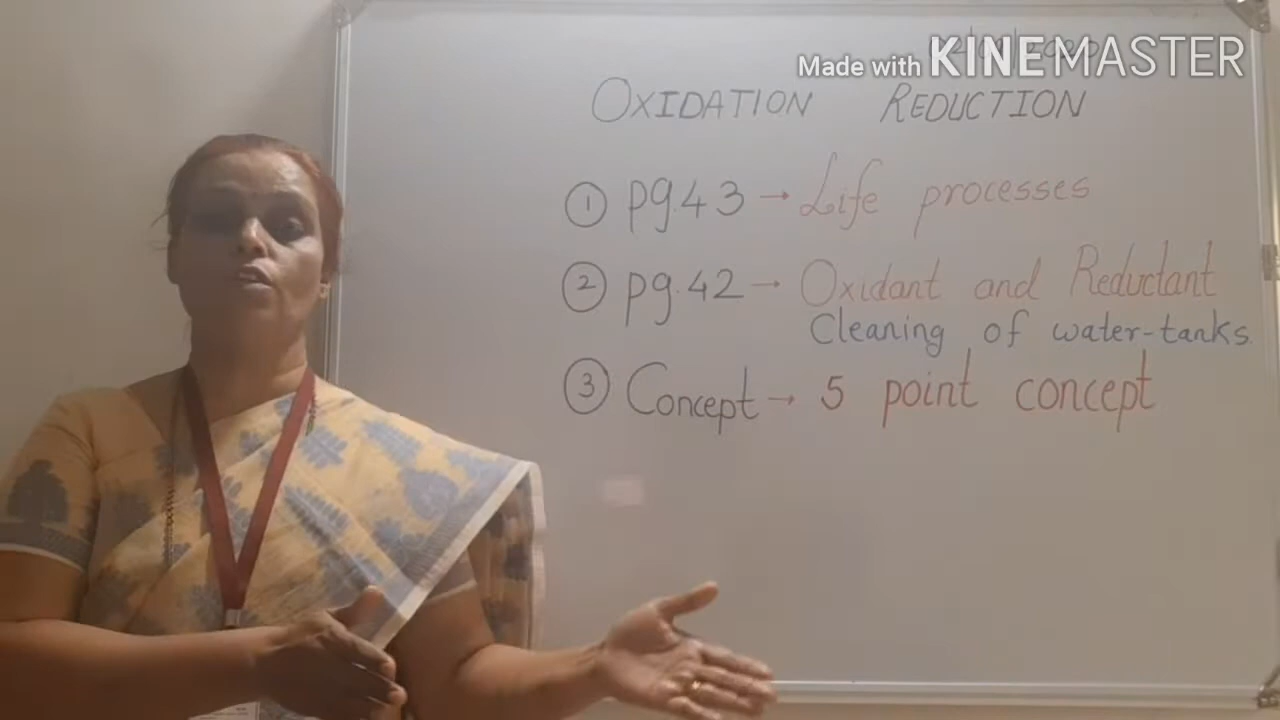 Made with KINEMASTER
OXIDATION REDUCTION
1 pg.43 → Life processes
2 pg.42 → Oxidant and Reductant
Cleaning of water-tanks.
3 Concept → 5 point concept